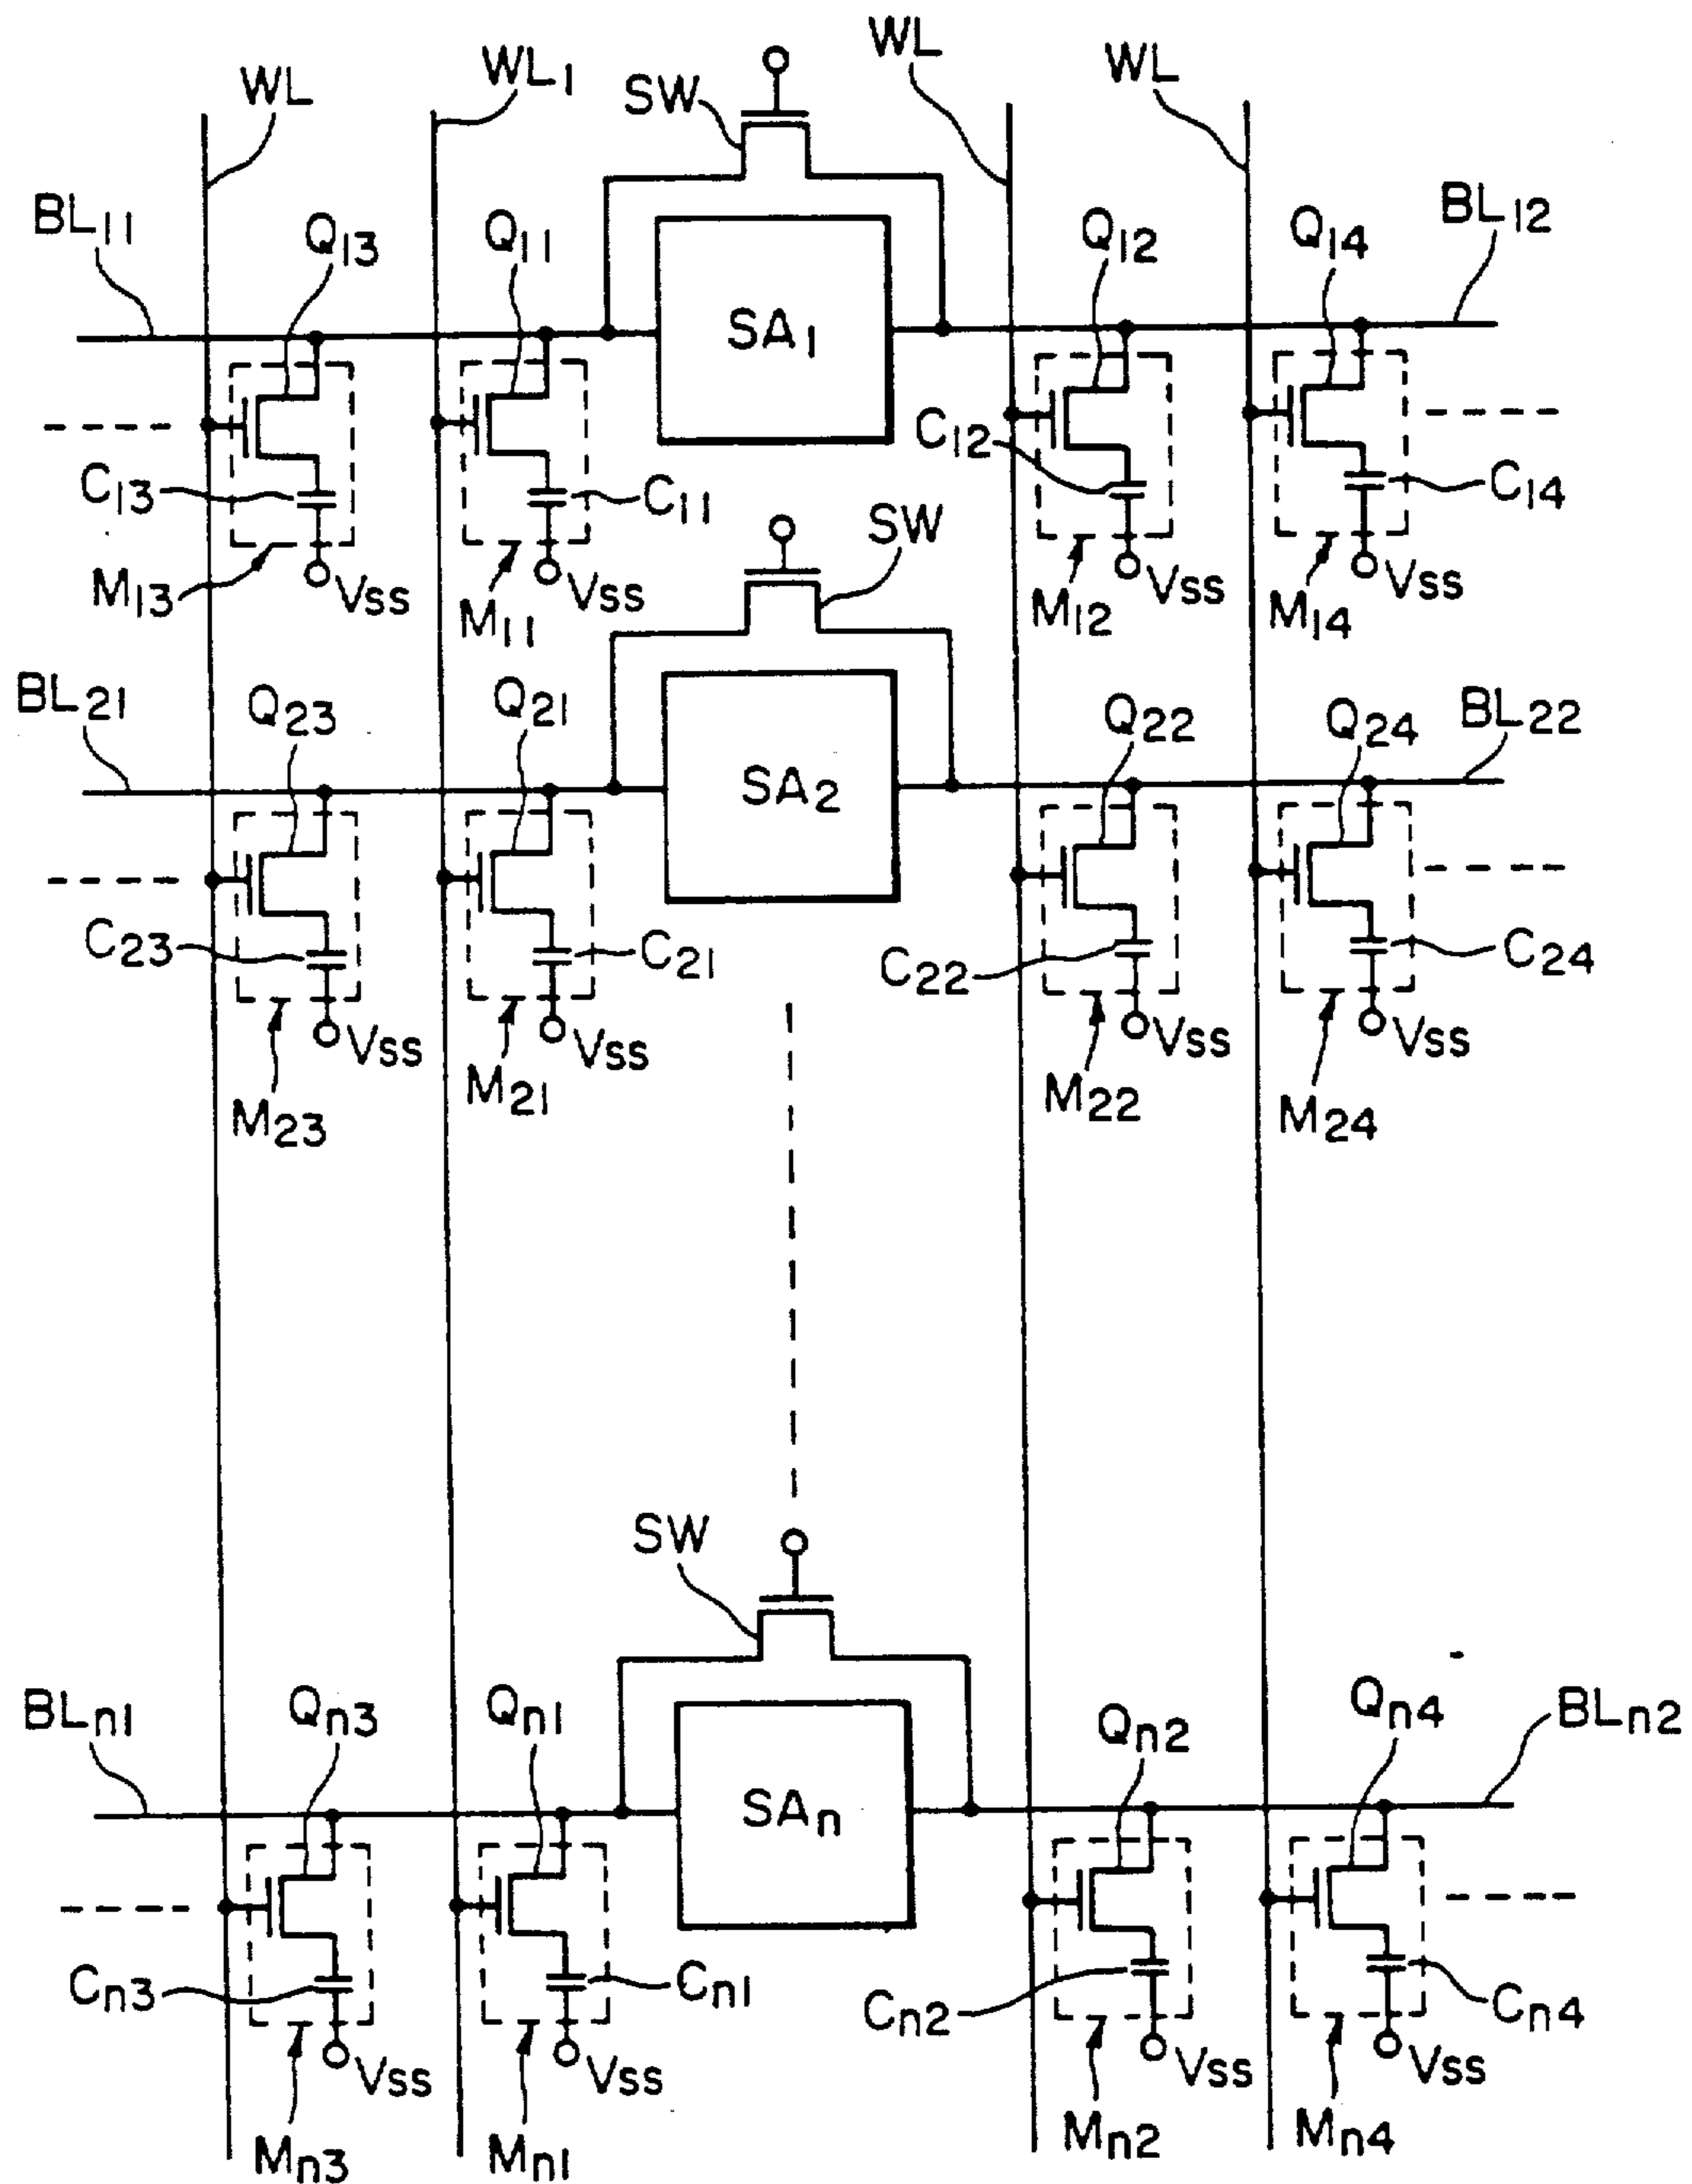 WL WL₁ SW WL WL
BL₁₁ Q₁₃ Q₁₁ SA₁ Q₁₂ Q₁₄ BL₁₂
C₁₃ C₁₁ C₁₂ C₁₄
M₁₃ Vss M₁₁ Vss SW M₁₂ Vss M₁₄ Vss
BL₂₁ Q₂₃ Q₂₁ SA₂ Q₂₂ Q₂₄ BL₂₂
C₂₃ C₂₁ C₂₂ C₂₄
M₂₃ Vss M₂₁ Vss M₂₂ Vss M₂₄ Vss
SW
BLn1 Qn3 Qn1 SAn Qn2 Qn4 BLn2
Cn3 Cn1 Cn2 Cn4
Mn3 Vss Mn1 Vss Mn2 Vss Mn4 Vss